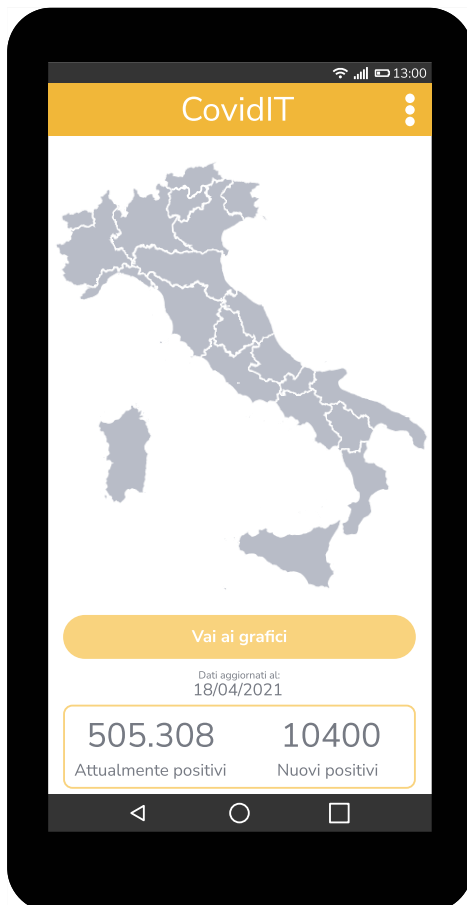 13:00
CovidIT
Vai ai grafici
Dati aggiornati al:
18/04/2021
505.308 10400
Attualmente positivi Nuovi positivi